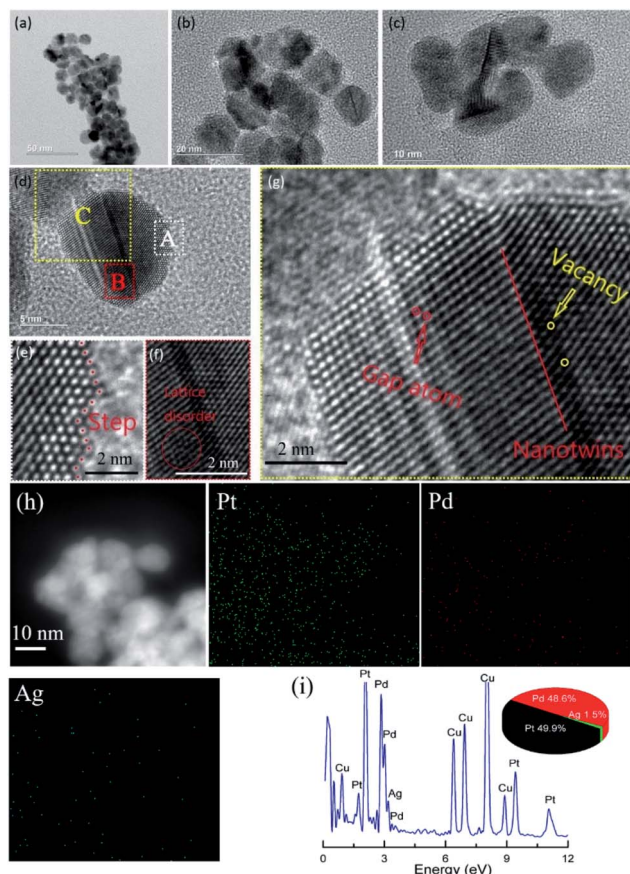 (a)
50 nm
(b)
20 nm
(c)
10 nm
(d)
C
A
B
5 nm
(e)
Step
2 nm
(f)
Lattice
disorder
2 nm
(g)
Vacancy
Gap atom
Nanotwins
2 nm
(h)
10 nm
Pt
Pd
Ag
(i)
Pt
Pd
Cu
Pd
Cu
Cu
Cu
Pt
Ag
Pd
Cu
Pt
Pt
Pd 48.6%
Ag 1.5%
Pt 49.9%
0 3 6 9 12
Energy (eV)